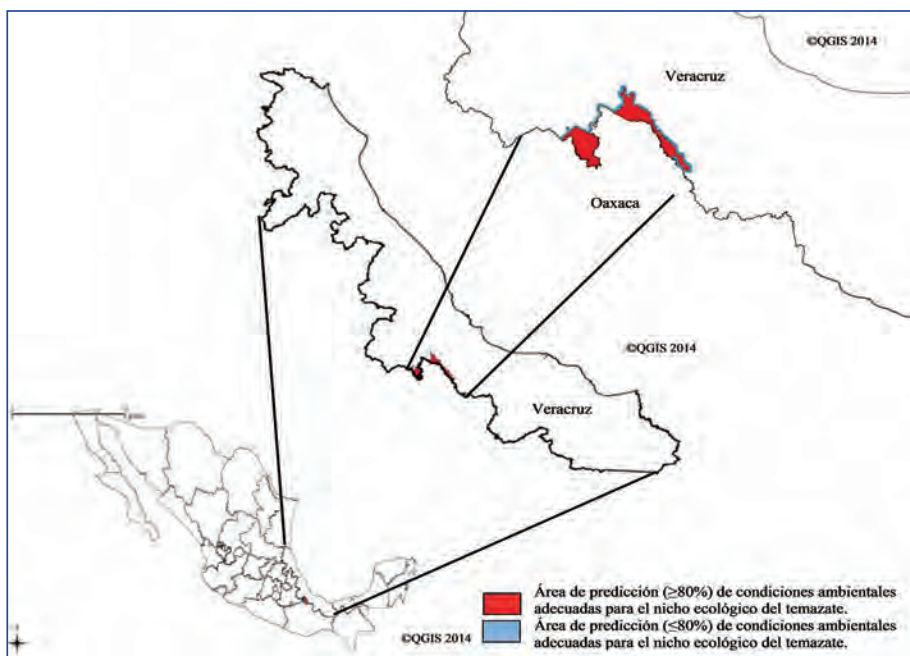 ©QGIS 2014
Veracruz
Oaxaca
©QGIS 2014
Veracruz
©QGIS 2014
Área de predicción (≥80%) de condiciones ambientales
adecuadas para el nicho ecológico del temazate.
Área de predicción (≤80%) de condiciones ambientales
adecuadas para el nicho ecológico del temazate.